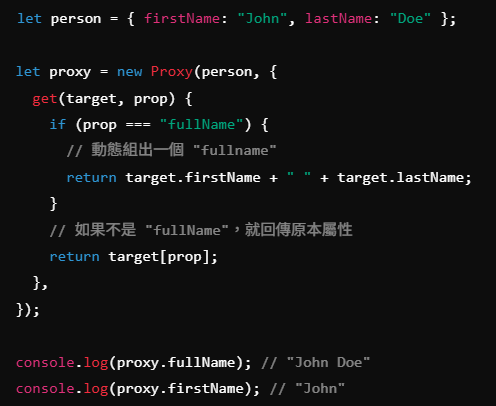 let person = { firstName: "John", lastName: "Doe" };
let proxy = new Proxy(person, {
get(target, prop) {
if (prop === "fullName") {
// 動態組出一個 "fullname"
return target.firstName + " " + target.lastName;
}
// 如果不是 "fullName"，就回傳原本屬性
return target[prop];
},
});
console.log(proxy.fullName); // "John Doe"
console.log(proxy.firstName); // "John"